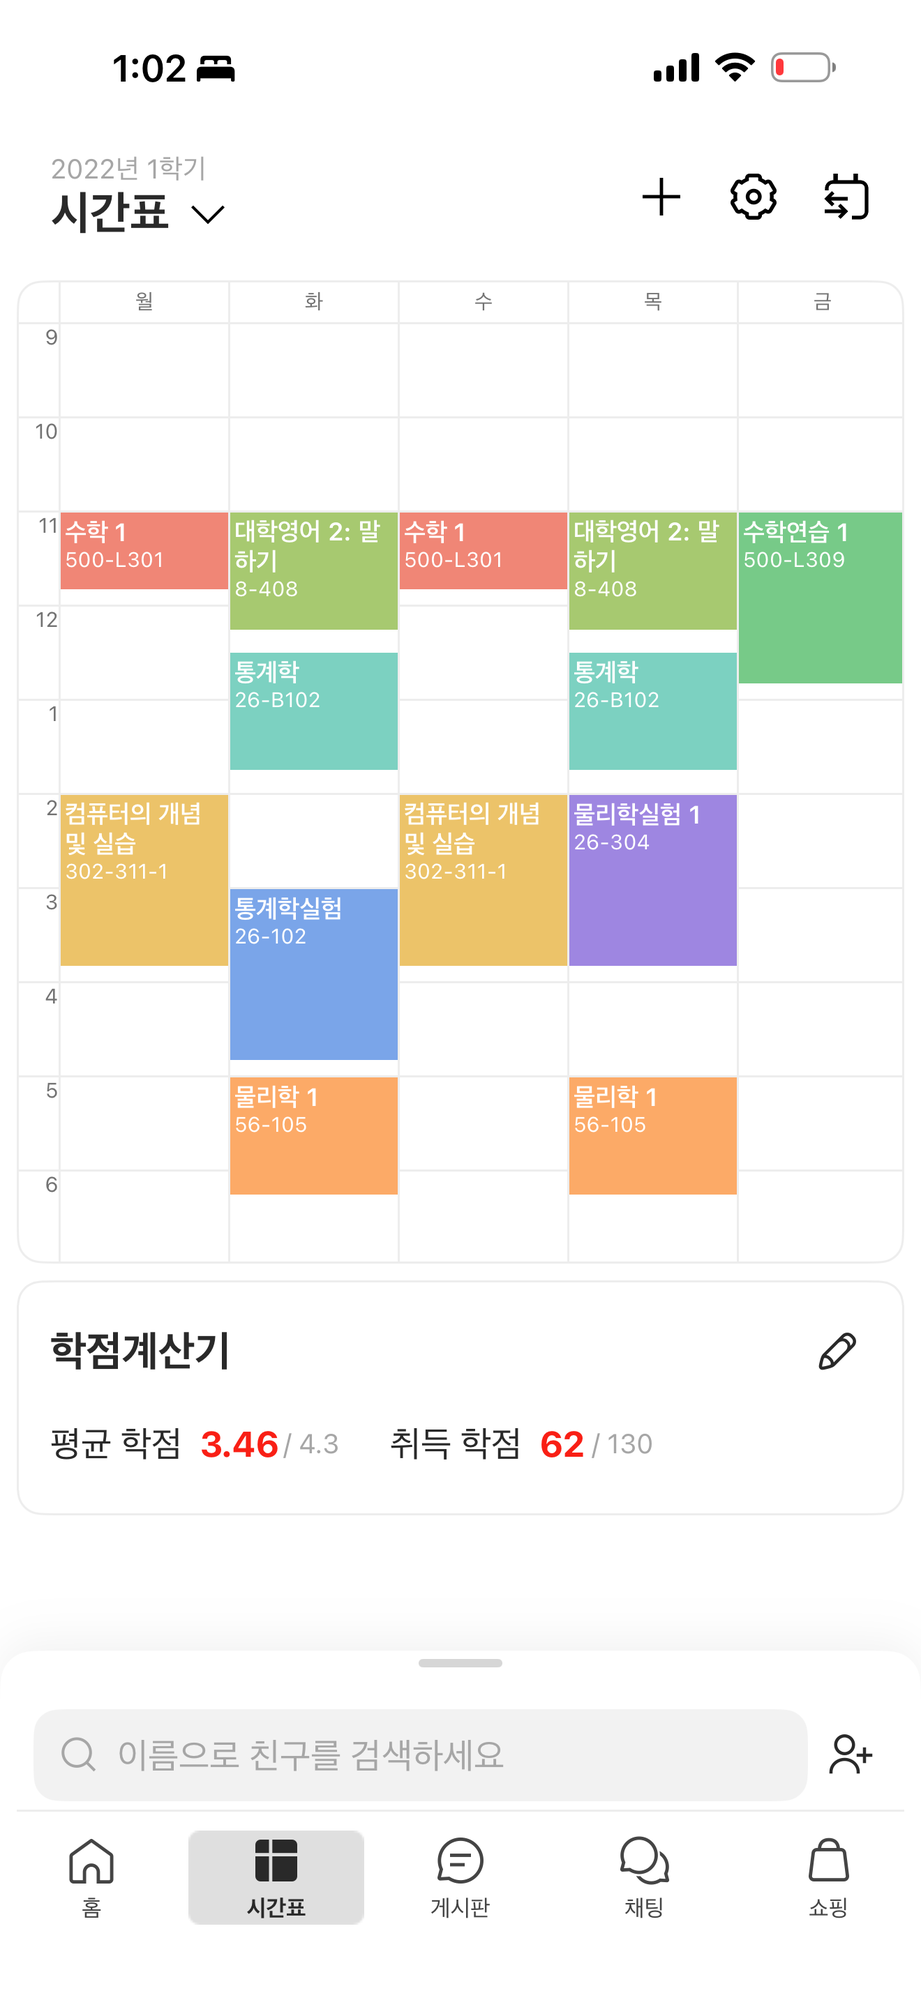 1:02
2022년 1학기
시간표
월 화 수 목 금
9
10
11
12
1
2
3
4
5
6
수학 1
500-L301
컴퓨터의 개념
및 실습
302-311-1
대학영어 2: 말
하기
8-408
통계학
26-B102
통계학실험
26-102
물리학 1
56-105
수학 1
500-L301
컴퓨터의 개념
및 실습
302-311-1
대학영어 2: 말
하기
8-408
통계학
26-B102
물리학실험 1
26-304
물리학 1
56-105
수학연습 1
500-L309
학점계산기
평균 학점 3.46 / 4.3 취득 학점 62 / 130
이름으로 친구를 검색하세요
홈 시간표 게시판 채팅 쇼핑